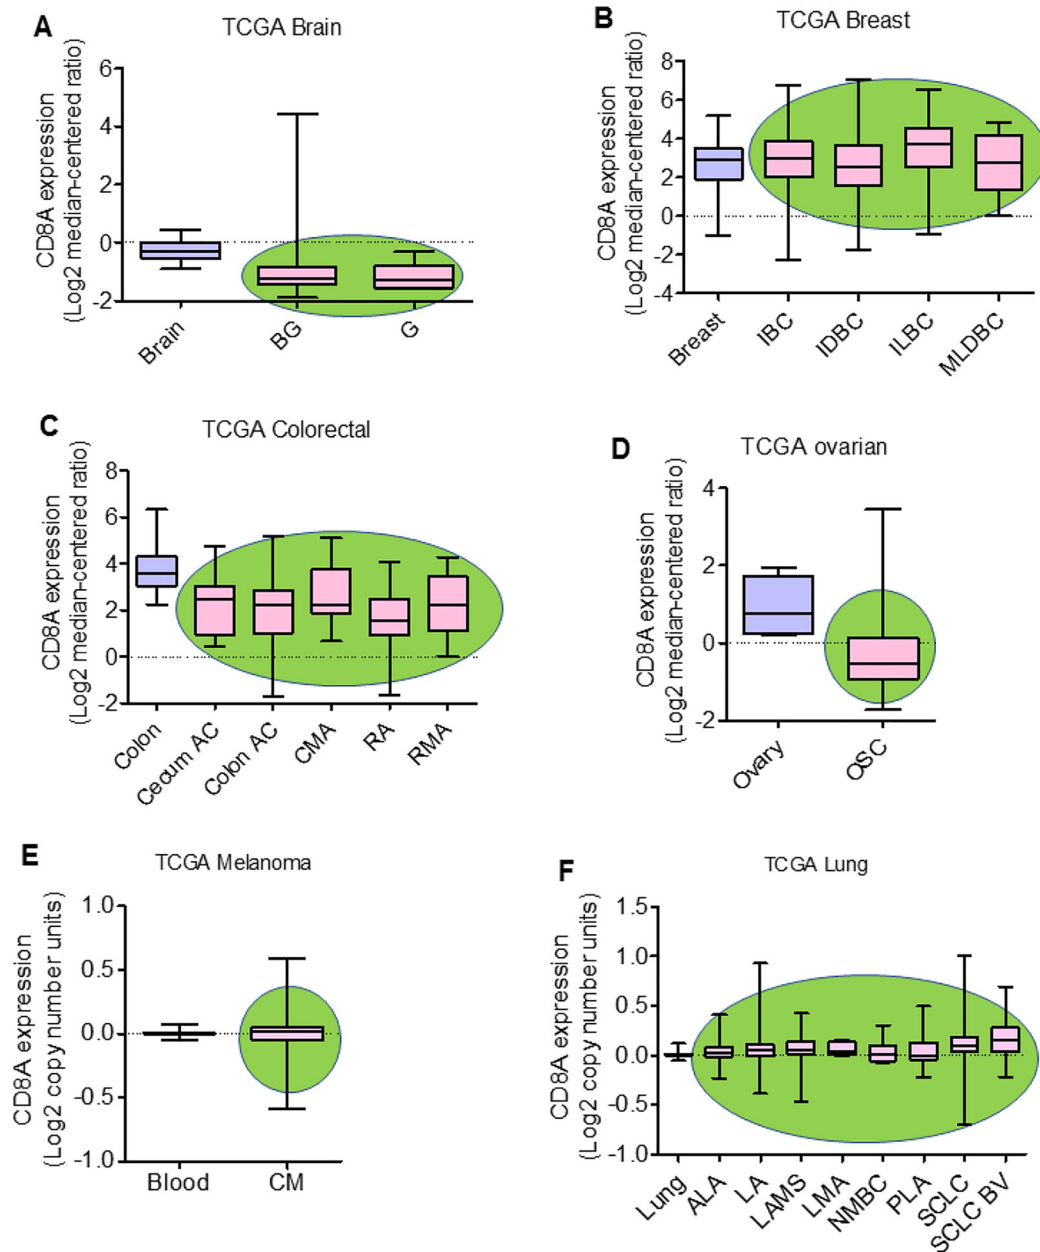 A
TCGA Brain
CD8A expression
(Log2 median-centered ratio)
6
4
2
0
-2
Brain
BG
G
B
TCGA Breast
CD8A expression
(Log2 median-centered ratio)
8
6
4
2
0
-2
-4
Breast
IBC
IDBC
ILBC
MLDBC
C
TCGA Colorectal
CD8A expression
(Log2 median-centered ratio)
8
6
4
2
0
-2
Colon
Cecum AC
Colon AC
CMA
RA
RMA
D
TCGA ovarian
CD8A expression
(Log2 median-centered ratio)
4
2
0
-2
Ovary
OSC
E
TCGA Melanoma
CD8A expression
(Log2 copy number units)
1.0
0.5
0.0
-0.5
-1.0
Blood
CM
F
TCGA Lung
CD8A expression
(Log2 copy number units)
1.5
1.0
0.5
0.0
-0.5
-1.0
Lung
ALA
LA
LAMS
LMA
NMBC
PLA
SCLC
SCLC BV